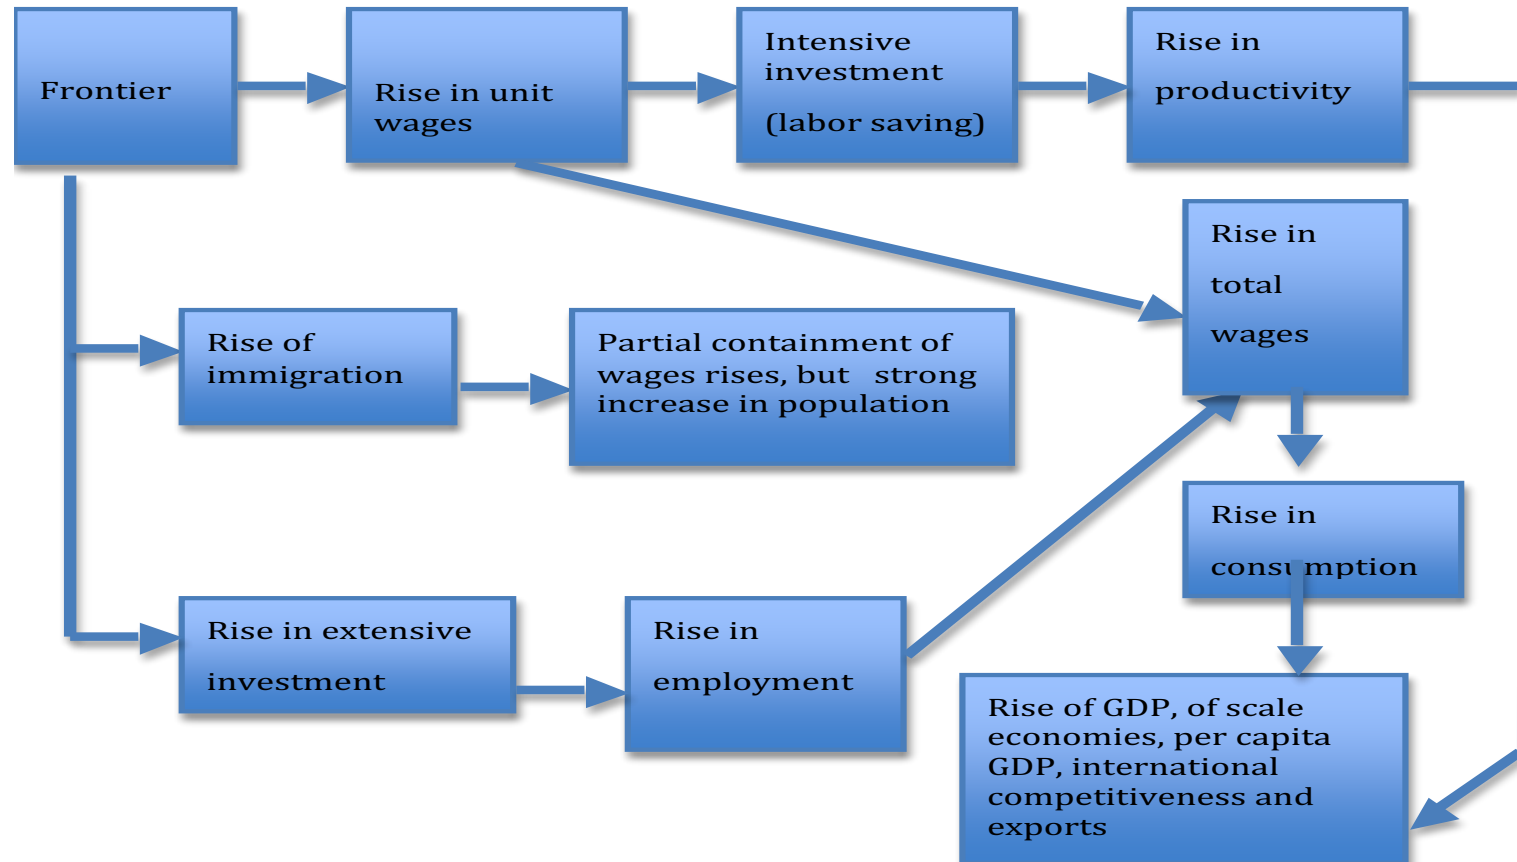 Frontier
Rise in unit
wages
Intensive
investment
(labor saving)
Rise in
productivity
Rise in
total
wages
Rise of
immigration
Partial containment of
wages rises, but strong
increase in population
Rise in
consumption
Rise in extensive
investment
Rise in
employment
Rise of GDP, of scale
economies, per capita
GDP, international
competitiveness and
exports